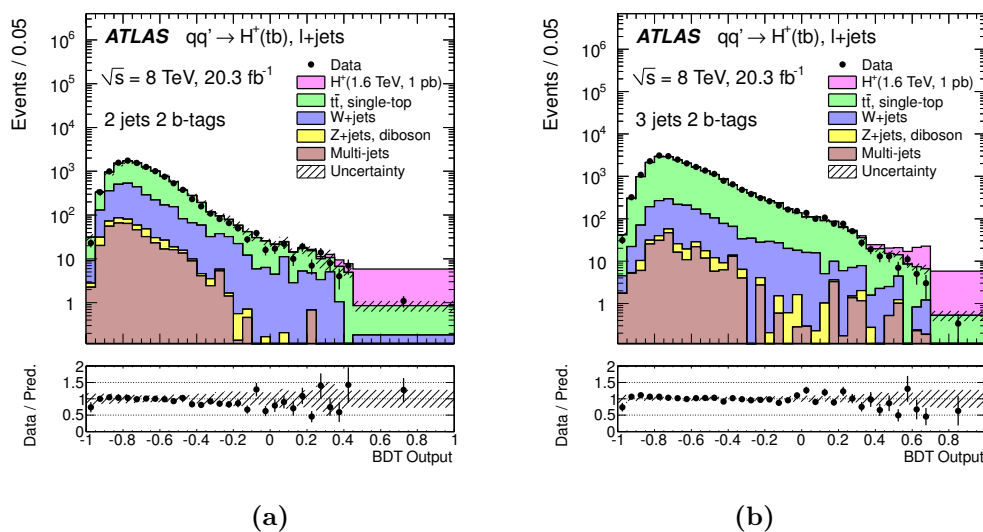 Events / 0.05
10⁶
10⁵
10⁴
10³
10²
10
1
ATLAS qq' → H⁺(tb), l+jets
√s = 8 TeV, 20.3 fb⁻¹
2 jets 2 b-tags
Data
H⁺(1.6 TeV, 1 pb)
tt̄, single-top
W+jets
Z+jets, diboson
Multi-jets
Uncertainty
Data / Pred.
2
1.5
1
0.5
0
-1 -0.8 -0.6 -0.4 -0.2 0 0.2 0.4 0.6 0.8 1
BDT Output
(a)
Events / 0.05
10⁶
10⁵
10⁴
10³
10²
10
1
ATLAS qq' → H⁺(tb), l+jets
√s = 8 TeV, 20.3 fb⁻¹
3 jets 2 b-tags
Data
H⁺(1.6 TeV, 1 pb)
tt̄, single-top
W+jets
Z+jets, diboson
Multi-jets
Uncertainty
Data / Pred.
2
1.5
1
0.5
0
-1 -0.8 -0.6 -0.4 -0.2 0 0.2 0.4 0.6 0.8 1
BDT Output
(b)